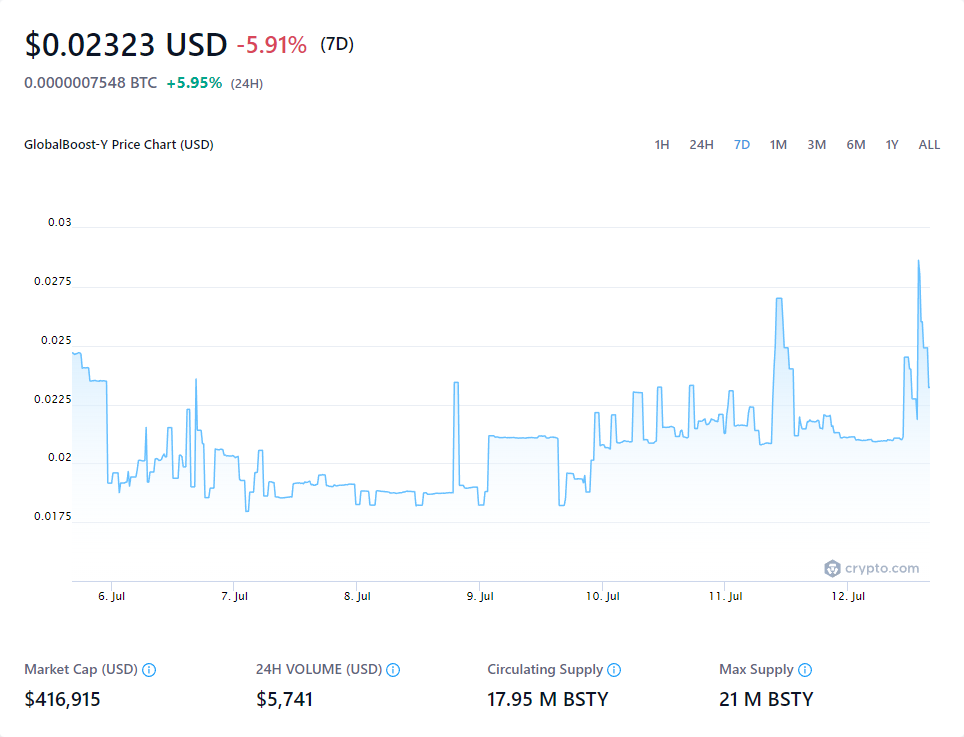 $0.02323 USD -5.91% (7D)
0.0000007548 BTC +5.95% (24H)
GlobalBoost-Y Price Chart (USD)
1H 24H 7D 1M 3M 6M 1Y ALL
0.03
0.0275
0.025
0.0225
0.02
0.0175
crypto.com
6. Jul 7. Jul 8. Jul 9. Jul 10. Jul 11. Jul 12. Jul
Market Cap (USD) 24H VOLUME (USD) Circulating Supply Max Supply
$416,915 $5,741 17.95 M BSTY 21 M BSTY